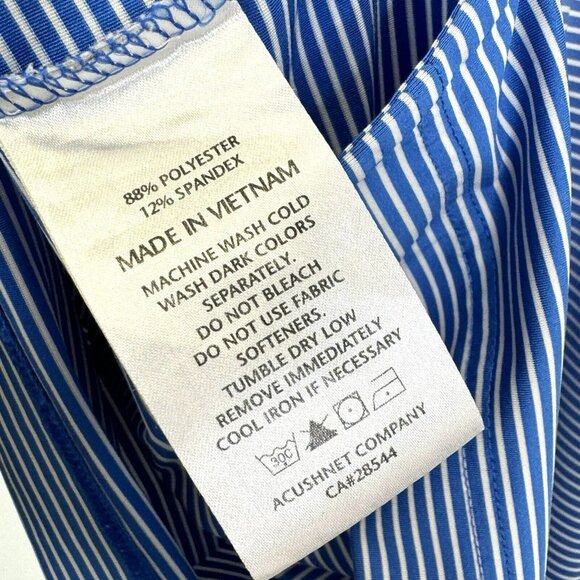 88% POLYESTER
12% SPANDEX
MADE IN VIETNAM
MACHINE WASH COLD
WASH DARK COLORS
SEPARATELY.
DO NOT BLEACH
DO NOT USE FABRIC
SOFTENERS.
TUMBLE DRY LOW
REMOVE IMMEDIATELY
COOL IRON IF NECESSARY
30C
ACUSHNET COMPANY
CA#28544